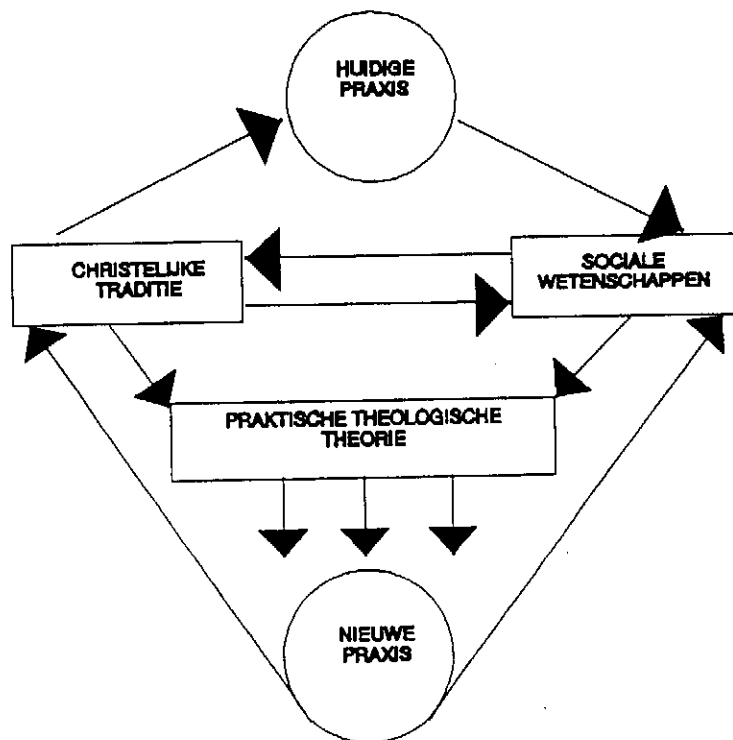 HUIDIGE
PRAXIS
CHRISTELIJKE
TRADITIE
SOCIALE
WETENSCHAPPEN
PRAKTISCHE THEOLOGISCHE
THEORIE
NIEUWE
PRAXIS